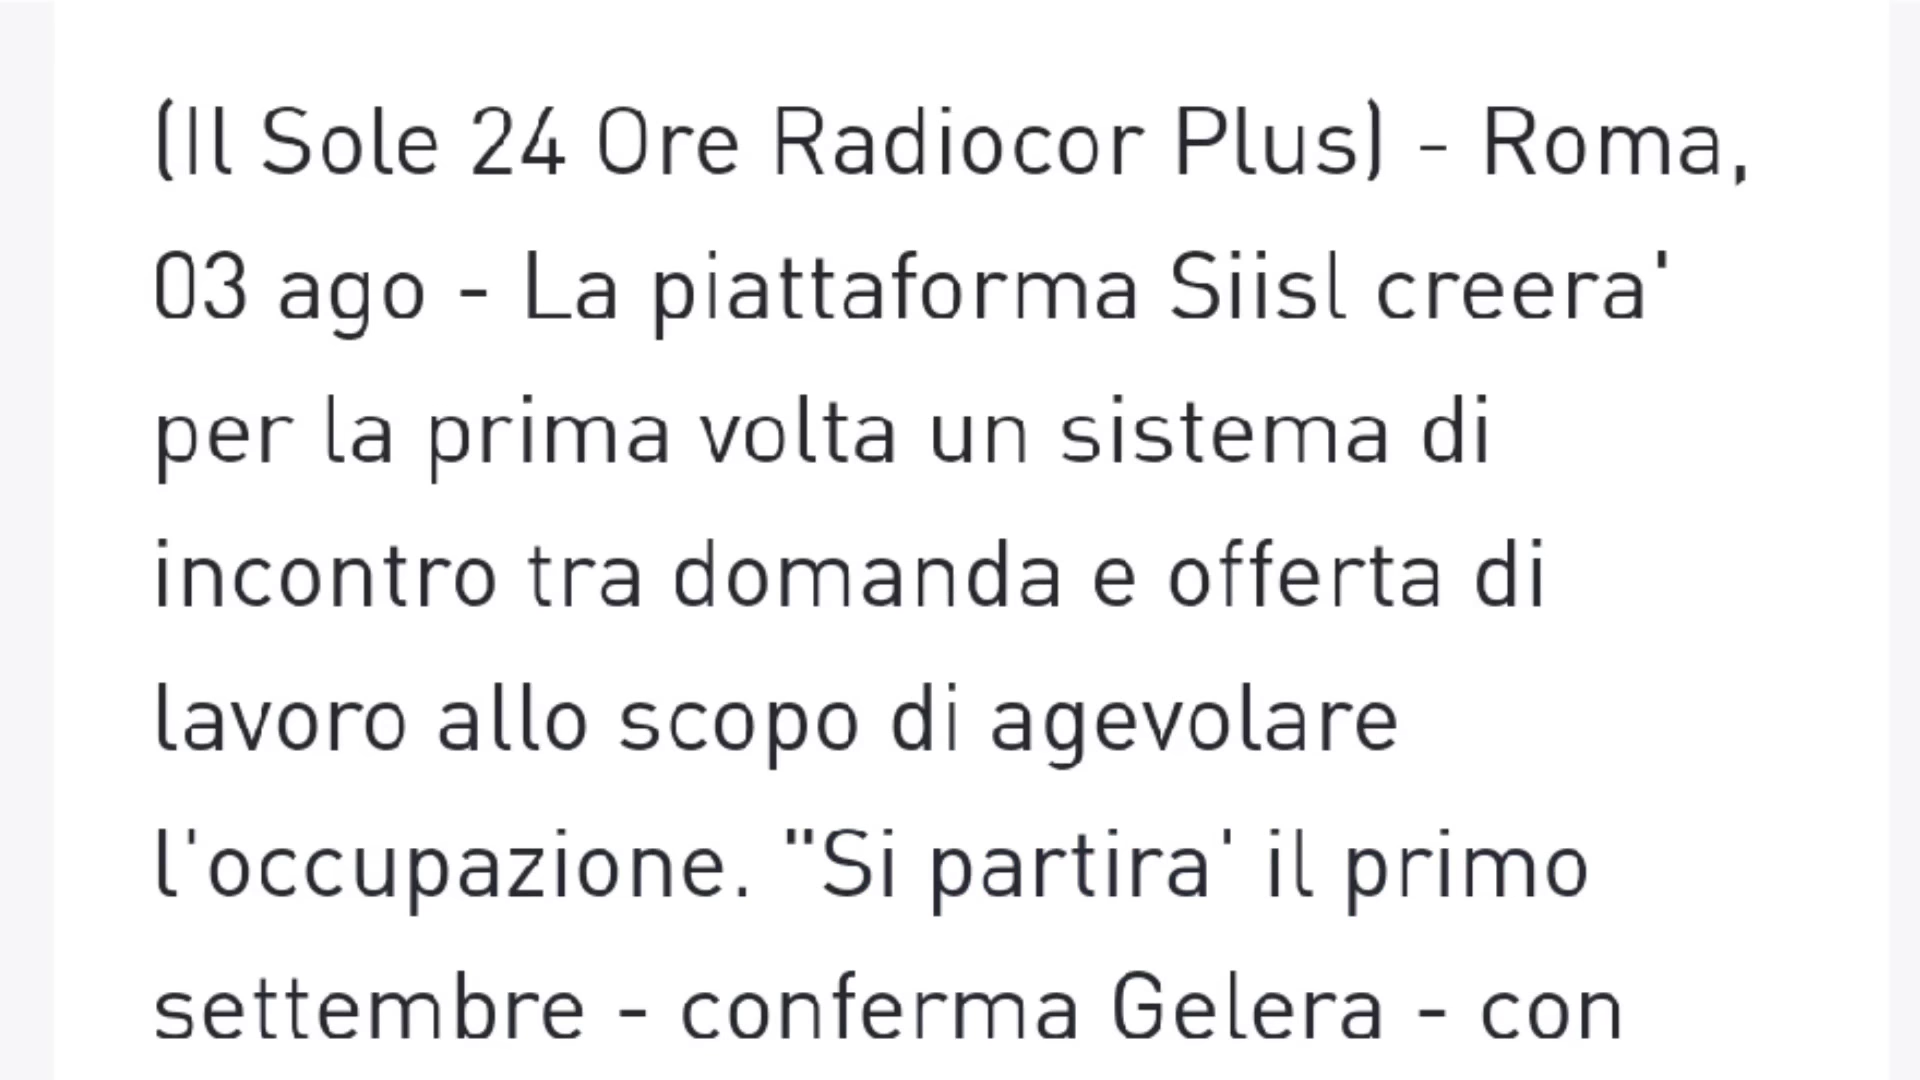 (Il Sole 24 Ore Radiocor Plus) - Roma,
03 ago - La piattaforma Siisl creera'
per la prima volta un sistema di
incontro tra domanda e offerta di
lavoro allo scopo di agevolare
l'occupazione. "Si partira' il primo
settembre - conferma Gelera - con